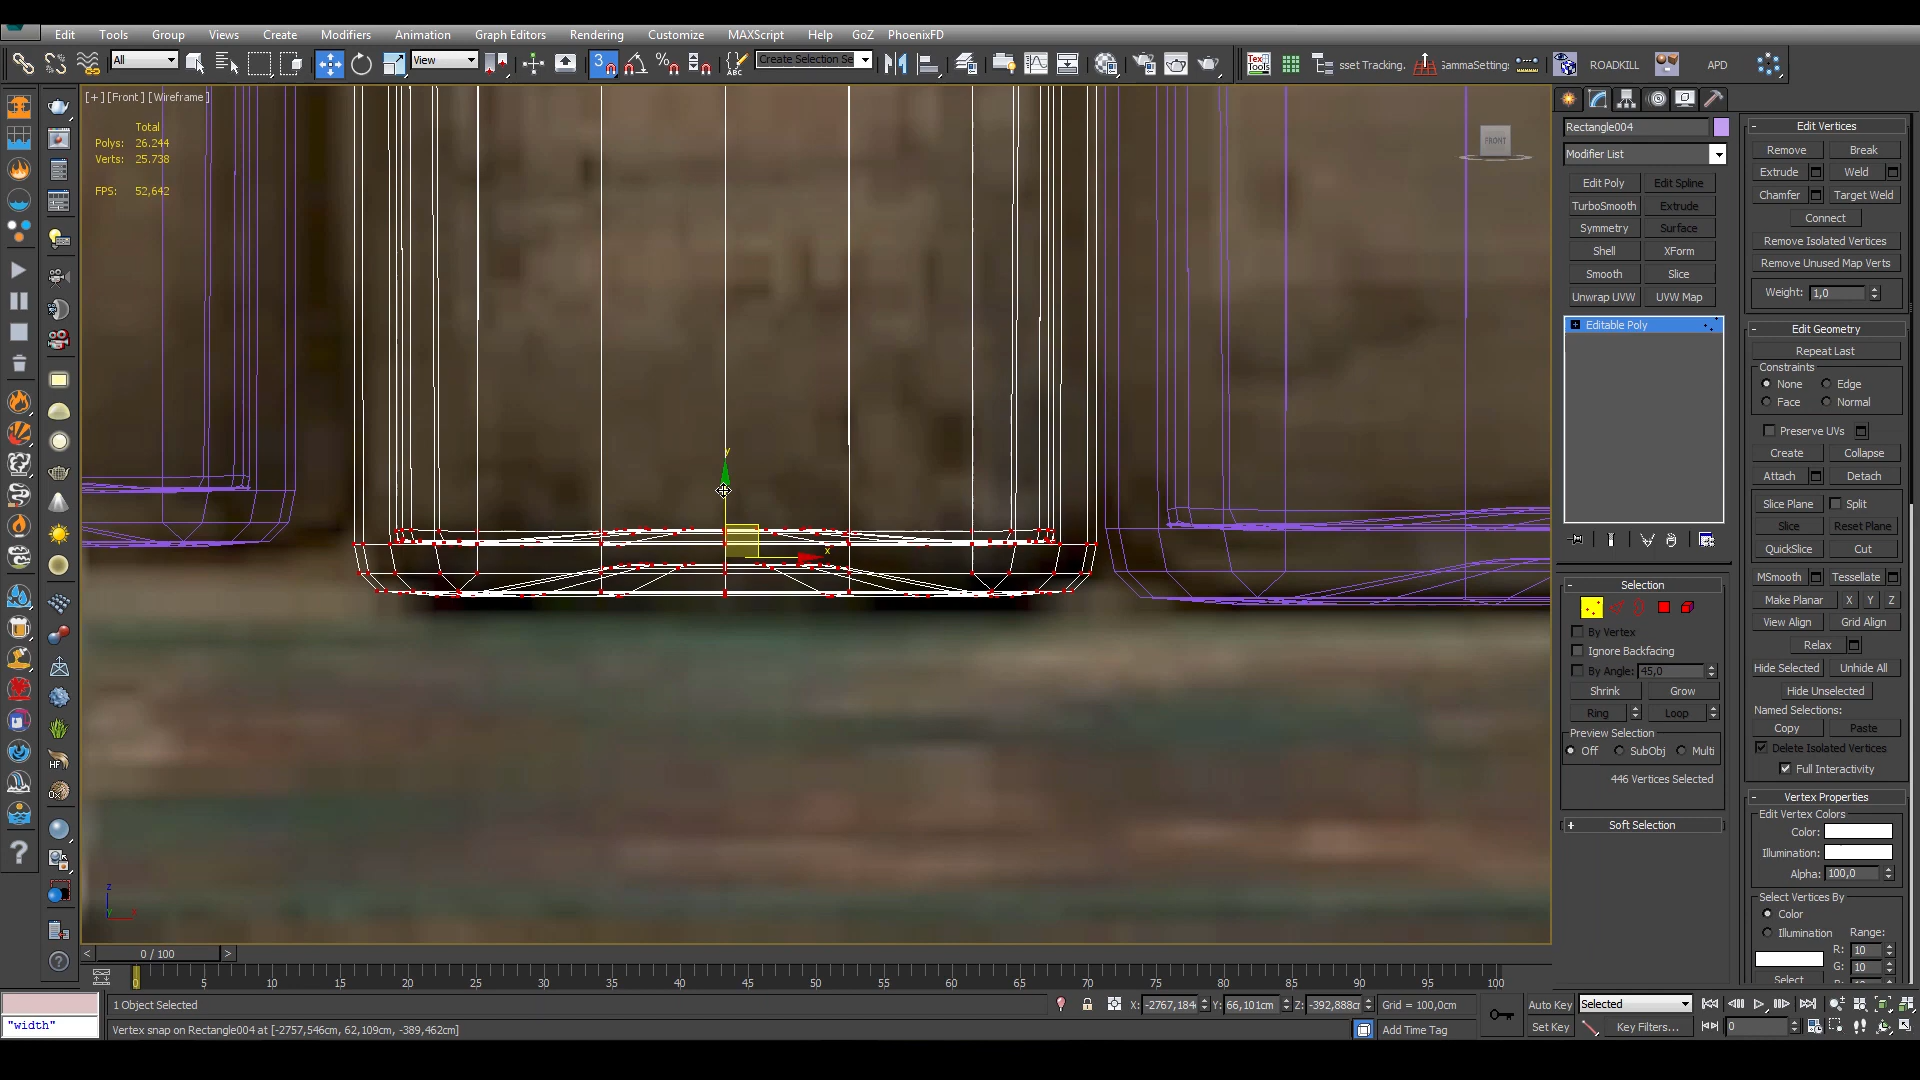 Edit Tools Group Views Create Modifiers Animation Graph Editors Rendering Customize MAXScript Help GoZ PhoenixFD
All View 3 Create Selection Se sset Tracking. GammaSetting: ROADKILL APD
[+] [Front] [Wireframe]
Total
Polys: 26.244
Verts: 25.738
FPS: 52,642
FRONT
y
x
z
Rectangle004
Modifier List
Edit Poly Edit Spline
TurboSmooth Extrude
Symmetry Surface
Shell XForm
Smooth Slice
Unwrap UVW UVW Map
Editable Poly
Selection
By Vertex
Ignore Backfacing
By Angle: 45,0
Shrink Grow
Ring Loop
Preview Selection
Off SubObj Multi
446 Vertices Selected
Soft Selection
Edit Vertices
Remove Break
Extrude Weld
Chamfer Target Weld
Connect
Remove Isolated Vertices
Remove Unused Map Verts
Weight: 1,0
Edit Geometry
Repeat Last
Constraints
None Edge
Face Normal
Preserve UVs
Create Collapse
Attach Detach
Slice Plane Split
Slice Reset Plane
QuickSlice Cut
MSmooth Tessellate
Make Planar X Y Z
View Align Grid Align
Relax
Hide Selected Unhide All
Hide Unselected
Named Selections:
Copy Paste
Delete Isolated Vertices
Full Interactivity
Vertex Properties
Edit Vertex Colors
Color:
Illumination:
Alpha: 100,0
Select Vertices By
Color
Illumination Range:
R: 10
G: 10
Select
< 0 / 100 >
0 5 10 15 20 25 30 35 40 45 50 55 60 65 70 75 80 85 90 95 100
1 Object Selected X: -2767,184 Y: 66,101cm Z: -392,888cr Grid = 100,0cm Auto Key Selected
"width" Vertex snap on Rectangle004 at [-2757,546cm, 62,109cm, -389,462cm] Add Time Tag Set Key Key Filters... 0